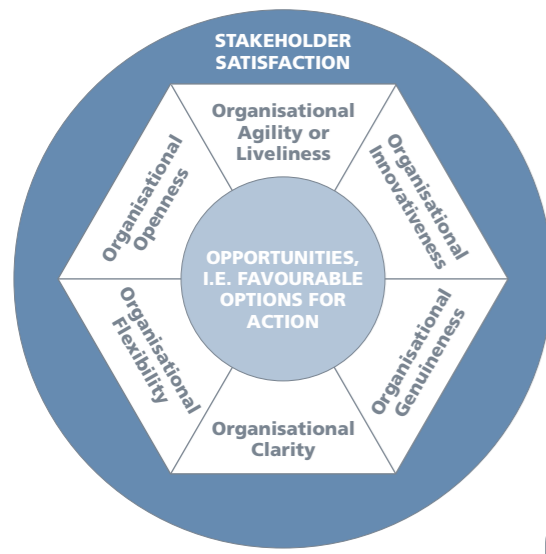 STAKEHOLDER
SATISFACTION
Organisational
Agility or
Liveliness
Organisational
Innovativeness
Organisational
Genuineness
Organisational
Clarity
Organisational
Flexibility
Organisational
Openness
OPPORTUNITIES,
I.E. FAVOURABLE
OPTIONS FOR
ACTION